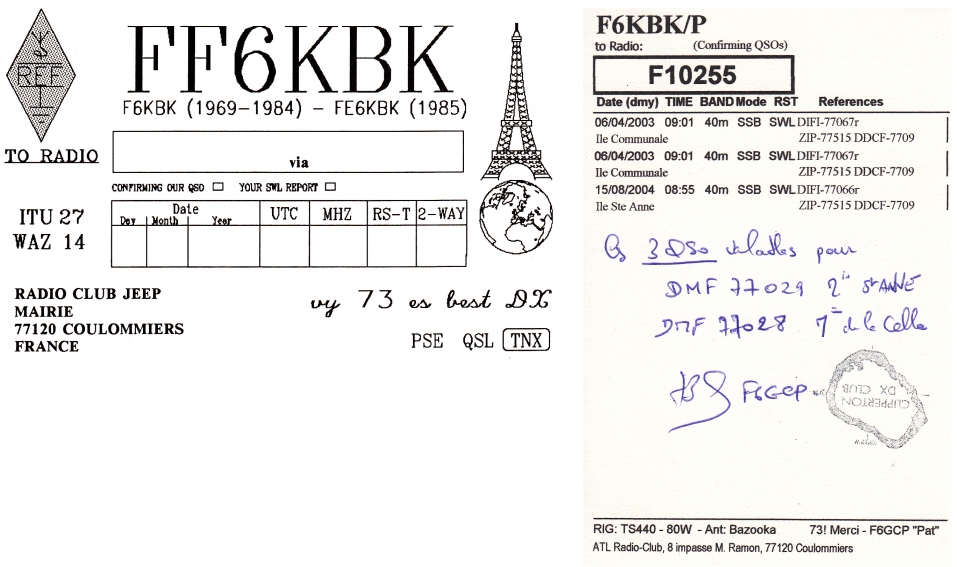 REF
FF6KBK
F6KBK (1969-1984) - FE6KBK (1985)
TO RADIO
via
CONFIRMING OUR QSO YOUR SWL REPORT
ITU 27
WAZ 14
Date
Day Month Year
UTC MHZ RS-T 2-WAY
RADIO CLUB JEEP
MAIRIE
77120 COULOMMIERS
FRANCE
vy 73 es best DX
PSE QSL TNX
F6KBK/P
to Radio: (Confirming QSOs)
F10255
Date (dmy) TIME BAND Mode RST References
06/04/2003 09:01 40m SSB SWL DIFI-77067r
Ile Communale ZIP-77515 DDCF-7709
06/04/2003 09:01 40m SSB SWL DIFI-77067r
Ile Communale ZIP-77515 DDCF-7709
15/08/2004 08:55 40m SSB SWL DIFI-77066r
Ile Ste Anne ZIP-77515 DDCF-7709
3 QSO valables pour
DMF 77029 St ANNE
DMF 77028 de la Celle
F6GCP
CLIPPERTON
DX CLUB
RIG: TS440 - 80W - Ant: Bazooka 73! Merci - F6GCP "Pat"
ATL Radio-Club, 8 impasse M. Ramon, 77120 Coulommiers